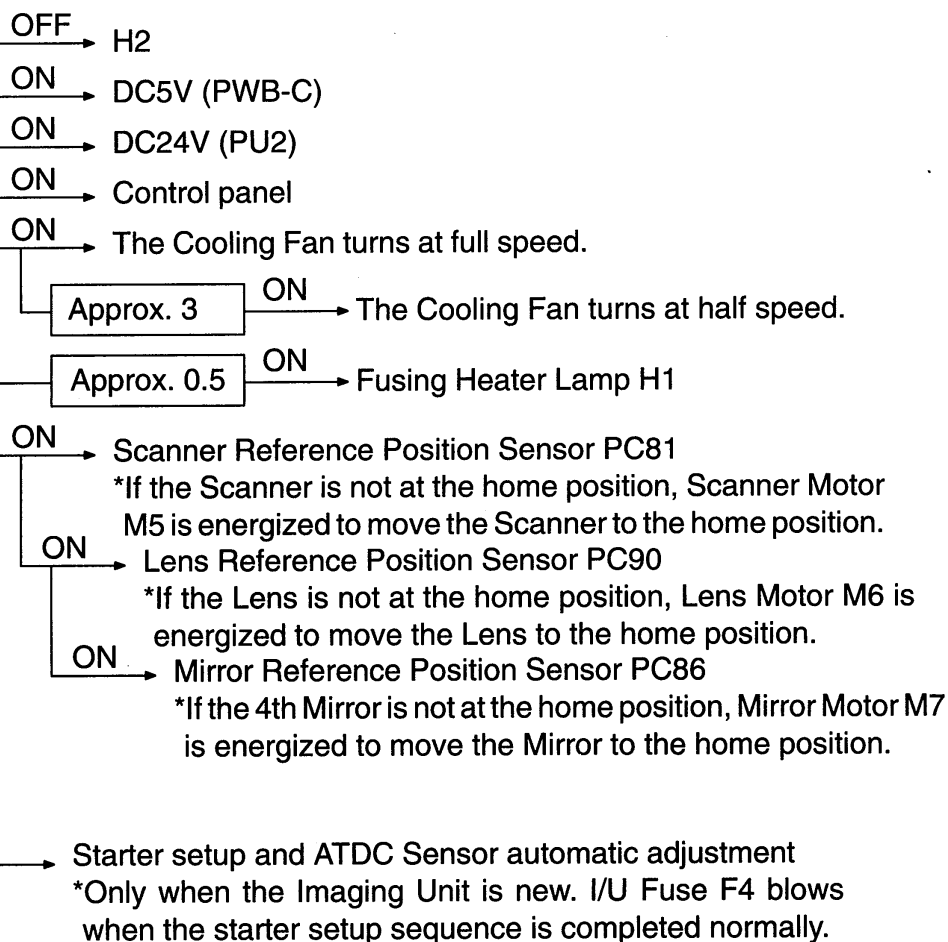 OFF H2
ON DC5V (PWB-C)
ON DC24V (PU2)
ON Control panel
ON The Cooling Fan turns at full speed.
Approx. 3 ON The Cooling Fan turns at half speed.
Approx. 0.5 ON Fusing Heater Lamp H1
ON Scanner Reference Position Sensor PC81
*If the Scanner is not at the home position, Scanner Motor
M5 is energized to move the Scanner to the home position.
ON Lens Reference Position Sensor PC90
*If the Lens is not at the home position, Lens Motor M6 is
energized to move the Lens to the home position.
ON Mirror Reference Position Sensor PC86
*If the 4th Mirror is not at the home position, Mirror Motor M7
is energized to move the Mirror to the home position.
Starter setup and ATDC Sensor automatic adjustment
*Only when the Imaging Unit is new. I/U Fuse F4 blows
when the starter setup sequence is completed normally.